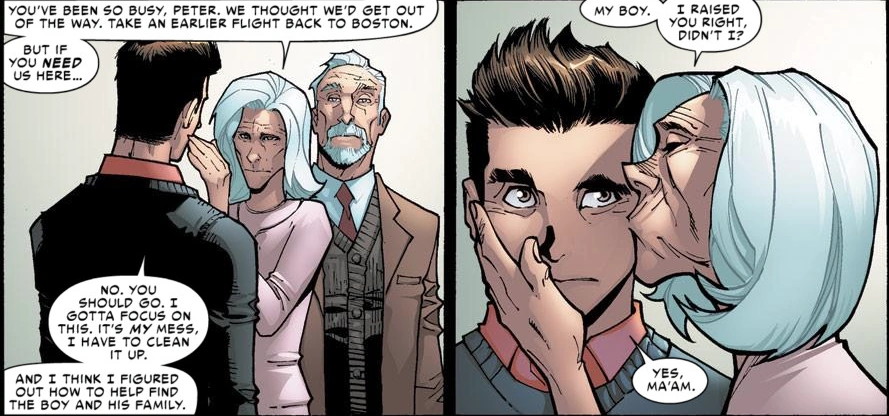 YOU'VE BEEN SO BUSY, PETER. WE THOUGHT WE'D GET OUT
OF THE WAY. TAKE AN EARLIER FLIGHT BACK TO BOSTON.
BUT IF
YOU NEED
US HERE...
NO. YOU
SHOULD GO. I
GOTTA FOCUS ON
THIS. IT'S MY MESS,
I HAVE TO CLEAN
IT UP.
AND I THINK I FIGURED
OUT HOW TO HELP FIND
THE BOY AND HIS FAMILY.
MY BOY.
I RAISED
YOU RIGHT,
DIDN'T I?
YES,
MA'AM.